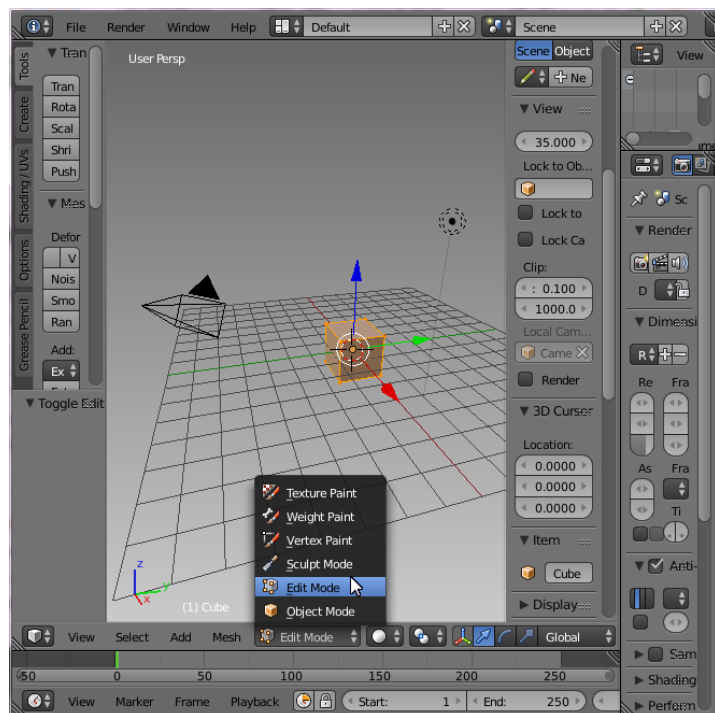 File Render Window Help Default Scene
Tools
Create
Shading / UVs
Options
Grease Pencil
Tran
Tran
Rota
Scal
Shri
Push
Mes
Defor
V
Nois
Smo
Ran
Add:
Ex
Toggle Edit
User Persp
z
y
x
(1) Cube
Texture Paint
Weight Paint
Vertex Paint
Sculpt Mode
Edit Mode
Object Mode
Scene Object
Ne
View
35.000
Lock to Ob...
Lock to
Lock Ca
Clip:
: 0.100
1000.0
Local Cam...
Came
Render
3D Cursor
Location:
0.0000
0.0000
0.0000
Item
Cube
Display
View
Sc
Render
D
Dimensi
R
Re Fra
As Fra
Ti
Anti-
Sam
Shading
Perform
View Select Add Mesh Edit Mode Global
-50 0 50 100 150 200 250
View Marker Frame Playback Start: 1 End: 250